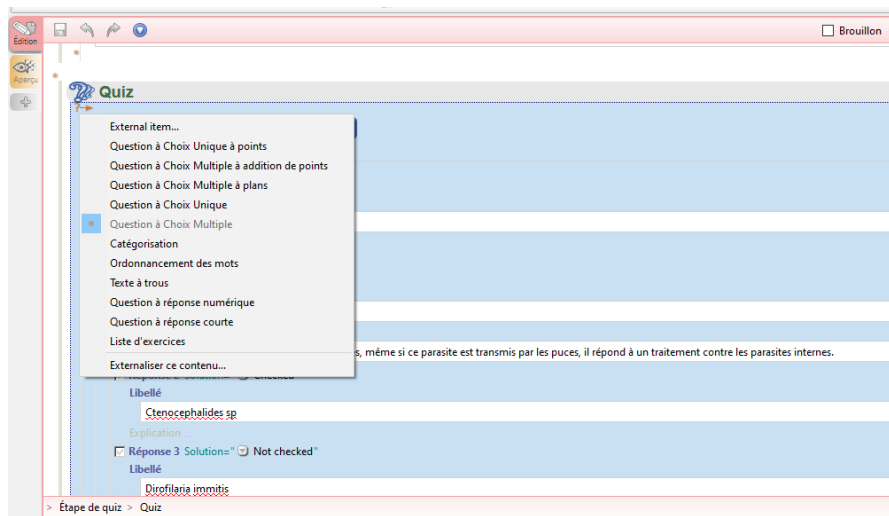 Édition
Brouillon
Aperçu
Quiz
External item...
Question à Choix Unique à points
Question à Choix Multiple à addition de points
Question à Choix Multiple à plans
Question à Choix Unique
Question à Choix Multiple
Catégorisation
Ordonnancement des mots
Texte à trous
Question à réponse numérique
Question à réponse courte
Liste d'exercices
s, même si ce parasite est transmis par les puces, il répond à un traitement contre les parasites internes.
Externaliser ce contenu...
Réponse 2 Solution=" Checked"
Libellé
Ctenocephalides sp
Explication ...
Réponse 3 Solution=" Not checked"
Libellé
Dirofilaria immitis
> Étape de quiz > Quiz